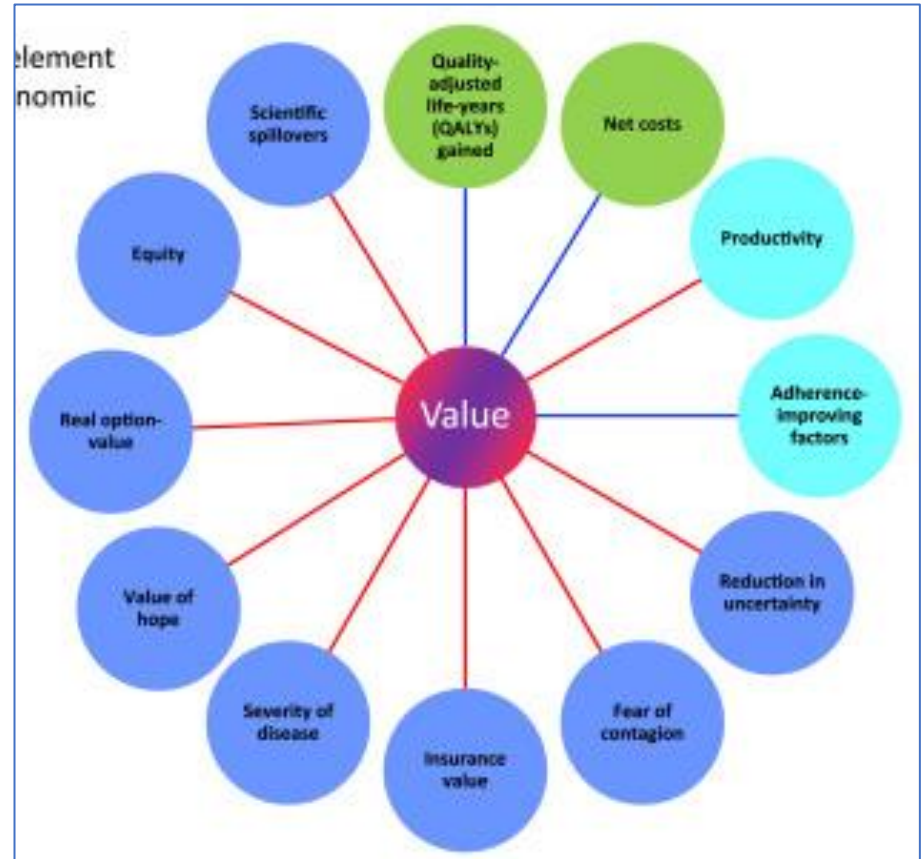 element
nomic
Quality-
adjusted
life-years
(QALYs)
gained
Net costs
Productivity
Adherence-
improving
factors
Reduction in
uncertainty
Fear of
contagion
Insurance
value
Severity of
disease
Value of
hope
Real option-
value
Equity
Scientific
spillovers
Value